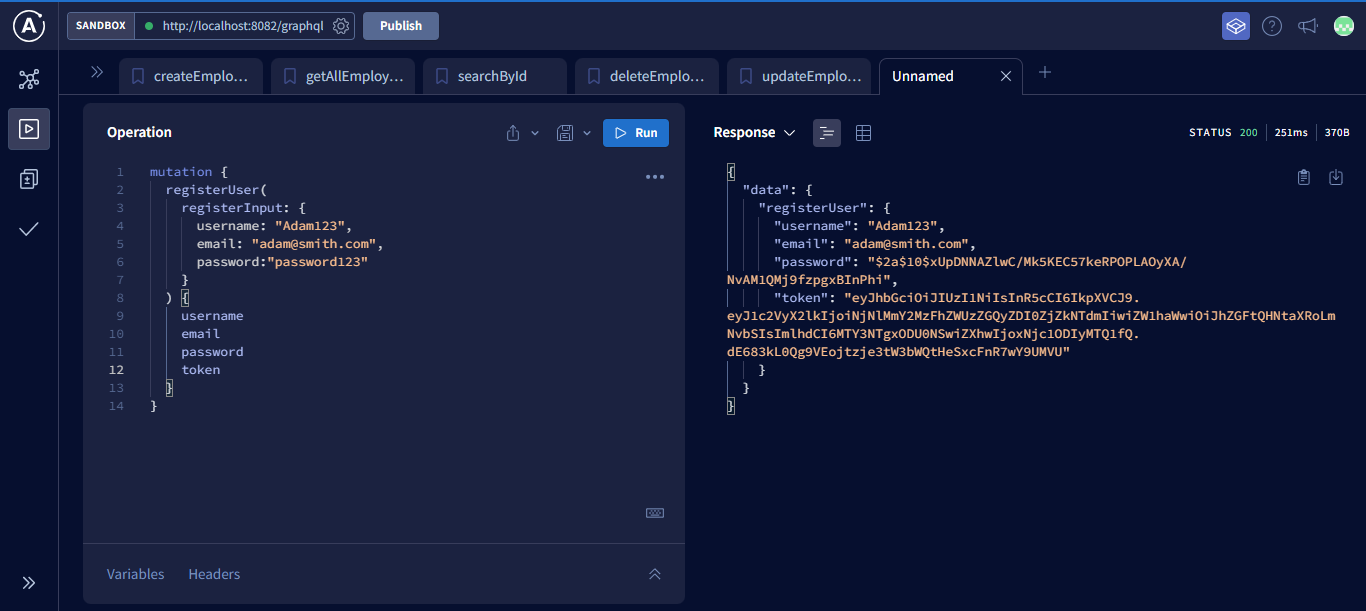 SANDBOX http://localhost:8082/graphql Publish
createEmplo... getAllEmploy... searchById deleteEmplo... updateEmplo... Unnamed
Operation
Run
1 mutation {
2 registerUser(
3 registerInput: {
4 username: "Adam123",
5 email: "adam@smith.com",
6 password:"password123"
7 }
8 ) {
9 username
10 email
11 password
12 token
13 }
14 }
Variables Headers
Response STATUS 200 251ms 370B
{
"data": {
"registerUser": {
"username": "Adam123",
"email": "adam@smith.com",
"password": "$2a$10$xUpDNNAZlwC/Mk5KEC57keRPOPLAOyXA/
NvAM1QMj9fzpgxBInPhi",
"token": "eyJhbGciOiJIUzI1NiIsInR5cCI6IkpXVCJ9.
eyJ1c2VyX2lkIjoiNjNlMmY2MzFhZWUzZGQyZDI0ZjZkNTdmIiwiZW1haWwiOiJhZGFtQHNtaXRoLm
NvbSIsImlhdCI6MTY3NTgxODU0NSwiZXhwIjoxNjc1ODIyMTQ1fQ.
dE683kL0Qg9VEojtzje3tW3bWQtHeSxcFnR7wY9UMVU"
}
}
}